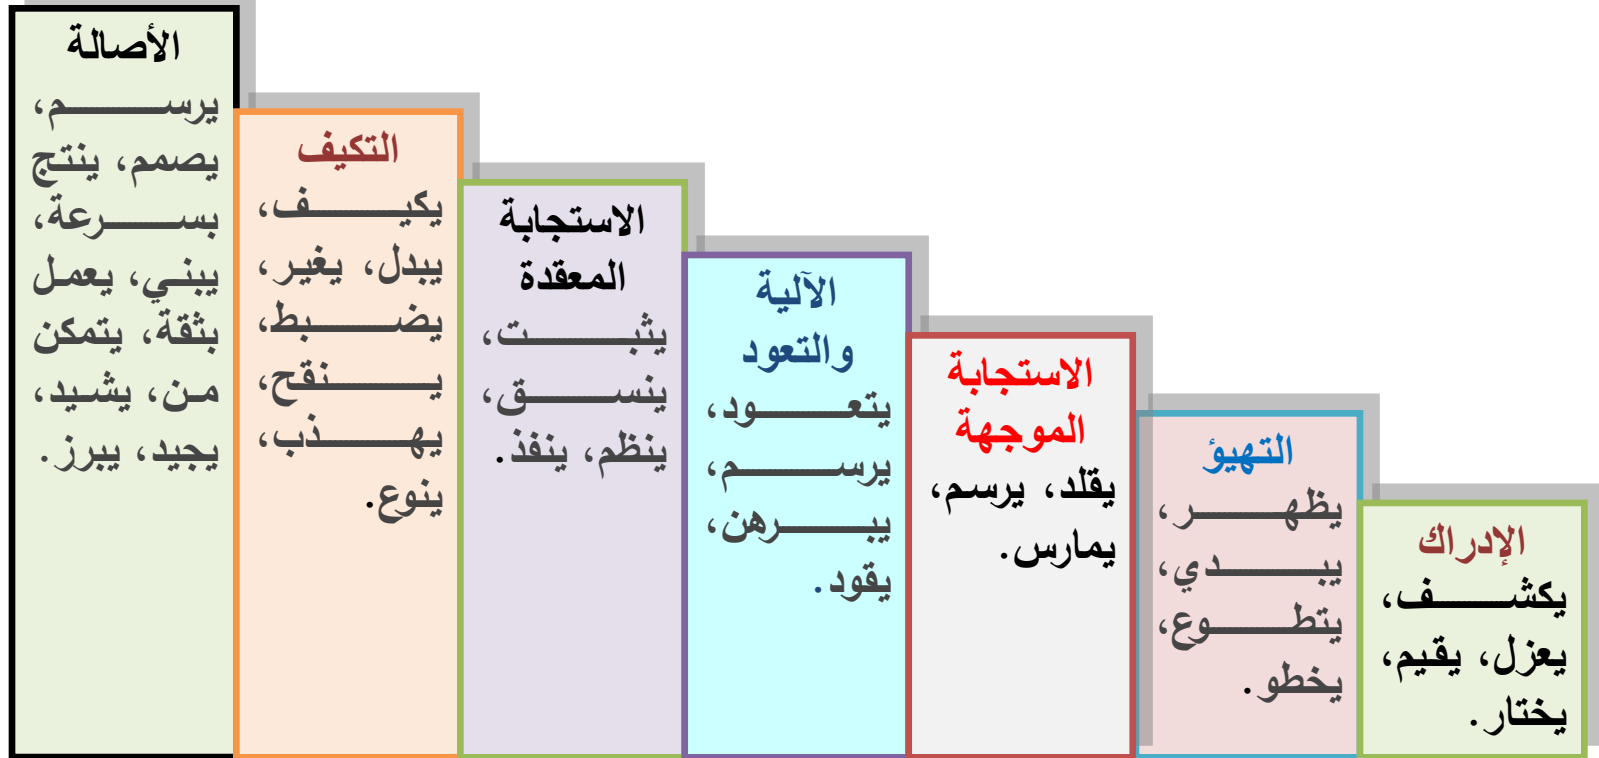 الإدراك
يكشف،
يعزل، يقيم،
يختار.
التهيؤ
يظهر،
يبدي،
يتطوع،
يخطو.
الاستجابة
الموجهة
يقلد، يرسم،
يمارس.
الآلية
والتعود
يتعود،
يرسم،
يبرهن،
يقود.
الاستجابة
المعقدة
يثبت،
ينسق،
ينظم، ينفذ.
التكيف
يكيف،
يبدل، يغير،
يضبط،
ينقح،
يهذب،
ينوع.
الأصالة
يرسم،
يصمم، ينتج
بسرعة،
يبني، يعمل
بثقة، يتمكن
من، يشيد،
يجيد، يبرز.